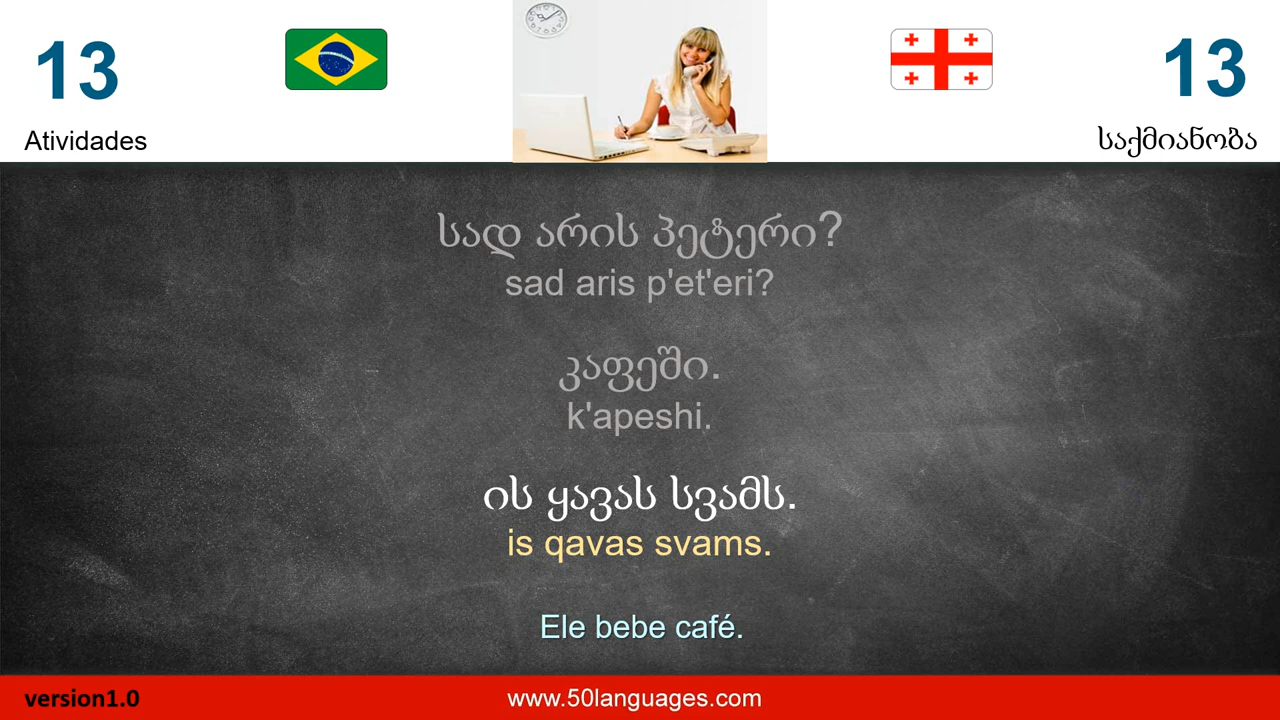 13
13
Atividades
საქმიანობა
სად არის პეტერი?
sad aris p'et'eri?
კაფეში.
k'apeshi.
ის ყავას სვამს.
is qavas svams.
Ele bebe café.
version1.0
www.50languages.com